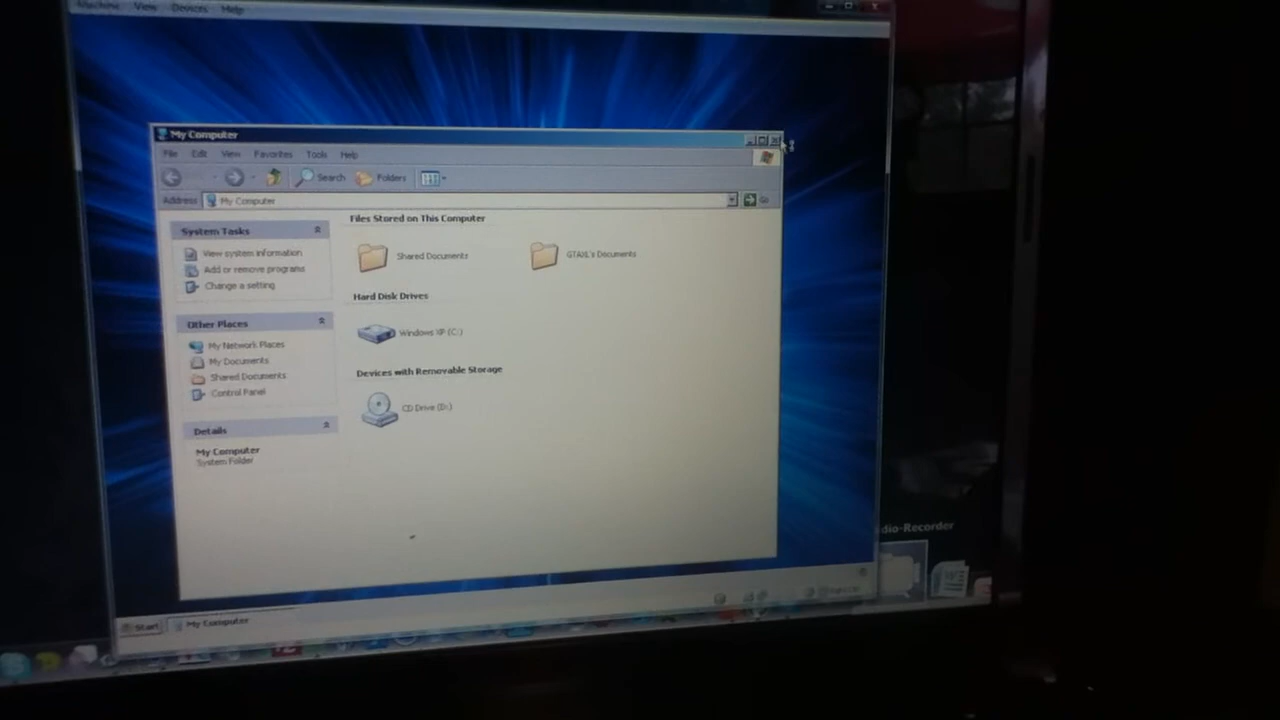 Machine View Devices Help
My Computer
File Edit View Favorites Tools Help
Search Folders
Address My Computer Go
System Tasks
View system information
Add or remove programs
Change a setting
Other Places
My Network Places
My Documents
Shared Documents
Control Panel
Details
My Computer
System Folder
Files Stored on This Computer
Shared Documents
GTAXL's Documents
Hard Disk Drives
Windows XP (C:)
Devices with Removable Storage
CD Drive (D:)
dio-Recorder
Start My Computer